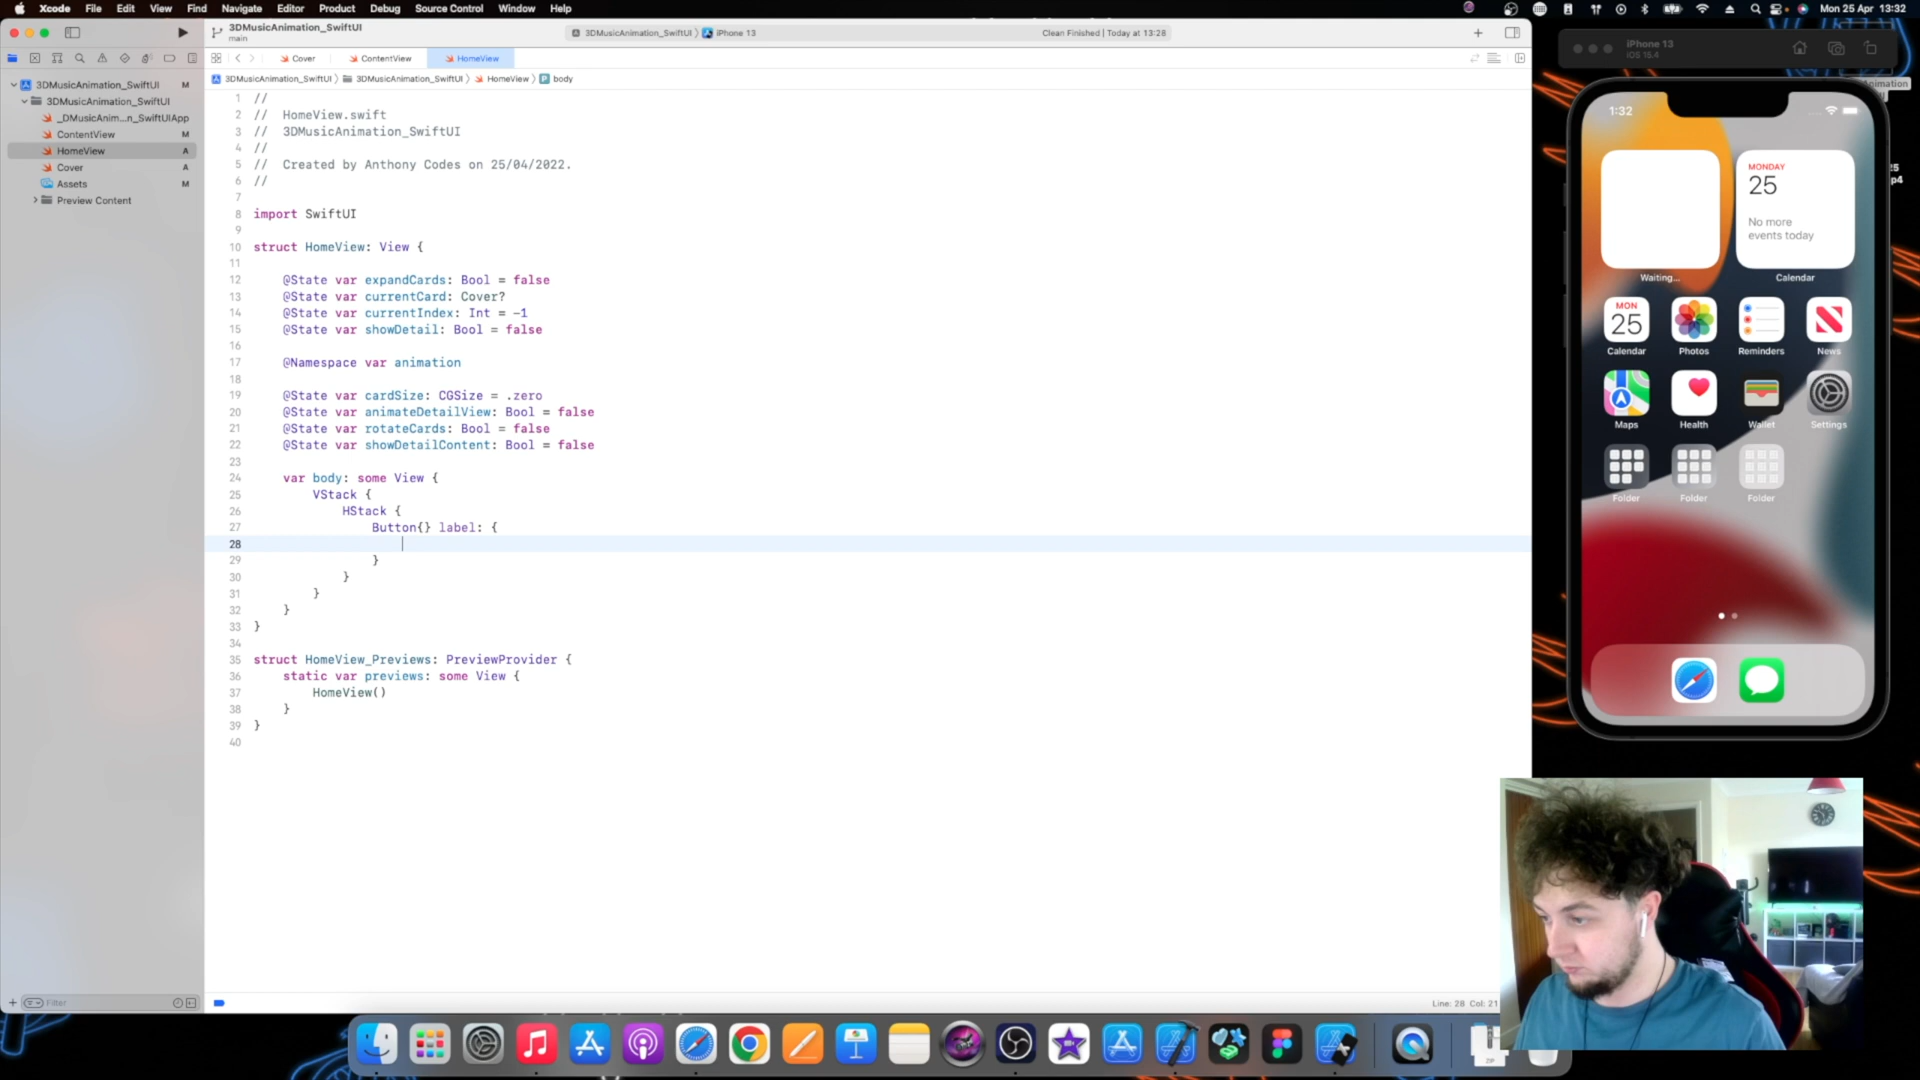 Xcode File Edit View Find Navigate Editor Product Debug Source Control Window Help
Mon 25 Apr 13:32
3DMusicAnimation_SwiftUI
main
3DMusicAnimation_SwiftUI 〉 iPhone 13
Clean Finished | Today at 13:28
Cover ContentView HomeView
3DMusicAnimation_SwiftUI 〉 3DMusicAnimation_SwiftUI 〉 HomeView 〉 body
3DMusicAnimation_SwiftUI M
3DMusicAnimation_SwiftUI
_DMusicAnim...n_SwiftUIApp
ContentView M
HomeView A
Cover A
Assets M
Preview Content
1 //
2 // HomeView.swift
3 // 3DMusicAnimation_SwiftUI
4 //
5 // Created by Anthony Codes on 25/04/2022.
6 //
7
8 import SwiftUI
9
10 struct HomeView: View {
11
12 @State var expandCards: Bool = false
13 @State var currentCard: Cover?
14 @State var currentIndex: Int = -1
15 @State var showDetail: Bool = false
16
17 @Namespace var animation
18
19 @State var cardSize: CGSize = .zero
20 @State var animateDetailView: Bool = false
21 @State var rotateCards: Bool = false
22 @State var showDetailContent: Bool = false
23
24 var body: some View {
25 VStack {
26 HStack {
27 Button{} label: {
28
29 }
30 }
31 }
32 }
33 }
34
35 struct HomeView_Previews: PreviewProvider {
36 static var previews: some View {
37 HomeView()
38 }
39 }
40
Filter
Line: 28 Col: 21
iPhone 13
iOS 15.4
1:32
MONDAY
25
No more
events today
Waiting... Calendar
MON
25
Calendar Photos Reminders News
Maps Health Wallet Settings
Folder Folder Folder
ZIP